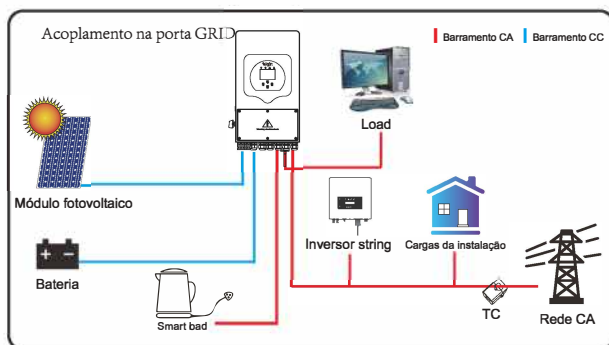 Acoplamento na porta GRID
Barramento CA
Barramento CC
Load
Módulo fotovoltaico
Inversor string
Cargas da instalação
Bateria
TC
Rede CA
Smart bad